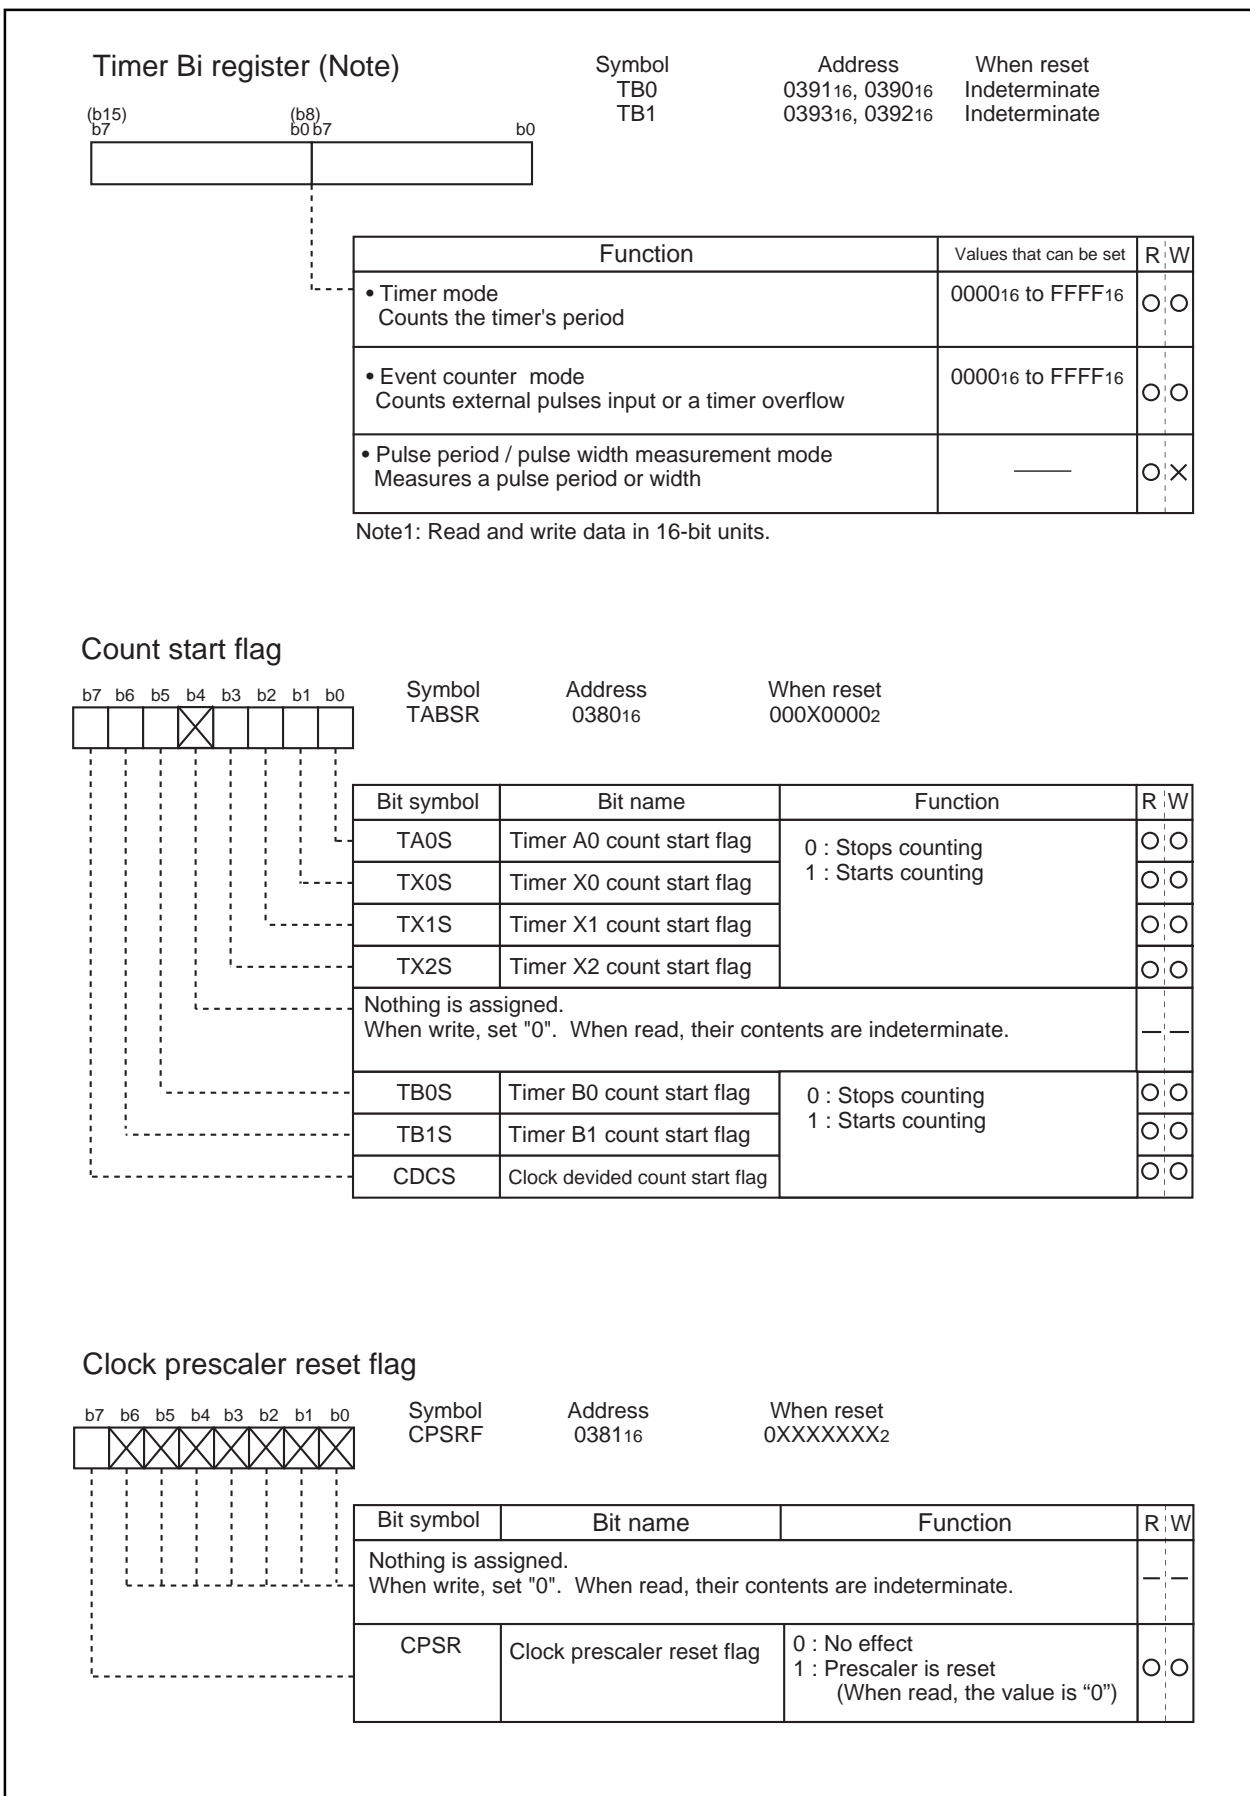 Timer Bi register (Note)
Symbol Address When reset
TB0 039116, 039016 Indeterminate
TB1 039316, 039216 Indeterminate
(b15) (b8)
b7 b0 b7 b0
Function Values that can be set R W
• Timer mode 000016 to FFFF16
Counts the timer's period
• Event counter mode 000016 to FFFF16
Counts external pulses input or a timer overflow
• Pulse period / pulse width measurement mode
Measures a pulse period or width
Note1: Read and write data in 16-bit units.
Count start flag
b7 b6 b5 b4 b3 b2 b1 b0
Symbol Address When reset
TABSR 038016 000X00002
Bit symbol Bit name Function R W
TA0S Timer A0 count start flag 0 : Stops counting
1 : Starts counting
TX0S Timer X0 count start flag
TX1S Timer X1 count start flag
TX2S Timer X2 count start flag
Nothing is assigned.
When write, set "0". When read, their contents are indeterminate.
TB0S Timer B0 count start flag 0 : Stops counting
1 : Starts counting
TB1S Timer B1 count start flag
CDCS Clock devided count start flag
Clock prescaler reset flag
b7 b6 b5 b4 b3 b2 b1 b0
Symbol Address When reset
CPSRF 038116 0XXXXXXX2
Bit symbol Bit name Function R W
Nothing is assigned.
When write, set "0". When read, their contents are indeterminate.
CPSR Clock prescaler reset flag 0 : No effect
1 : Prescaler is reset
(When read, the value is “0”)